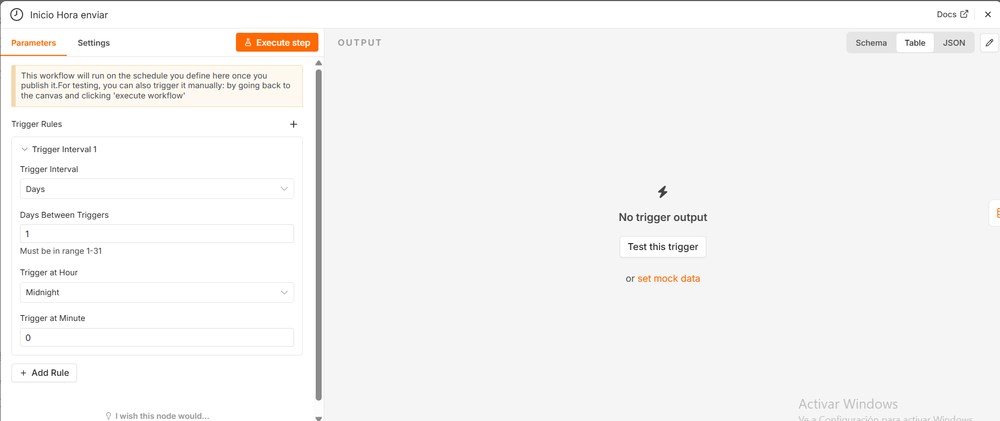 Inicio Hora enviar
Docs
Parameters
Settings
Execute step
OUTPUT
Schema
Table
JSON
This workflow will run on the schedule you define here once you
publish it.For testing, you can also trigger it manually: by going back to
the canvas and clicking 'execute workflow'
Trigger Rules
Trigger Interval 1
Trigger Interval
Days
Days Between Triggers
1
Must be in range 1-31
Trigger at Hour
Midnight
Trigger at Minute
0
+ Add Rule
I wish this node would...
No trigger output
Test this trigger
or set mock data
Activar Windows
Ve a Configuración para activar Windows.